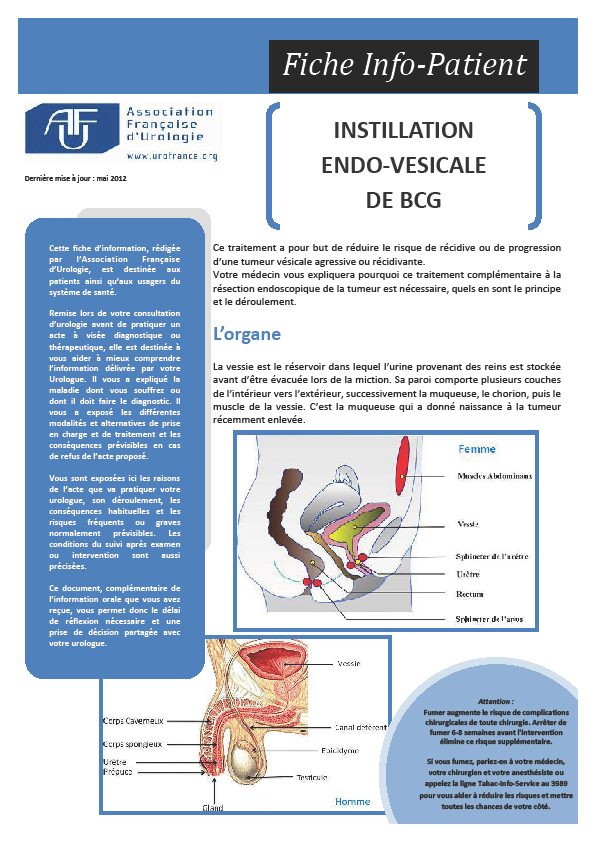 Fiche Info-Patient
AFU
Association
Française
d'Urologie
www.urofrance.org
Dernière mise à jour : mai 2012
INSTILLATION
ENDO-VESICALE
DE BCG
Cette fiche d'information, rédigée
par l'Association Française
d'Urologie, est destinée aux
patients ainsi qu'aux usagers du
système de santé.
Remise lors de votre consultation
d'urologie avant de pratiquer un
acte à visée diagnostique ou
thérapeutique, elle est destinée à
vous aider à mieux comprendre
l'information délivrée par votre
Urologue. Il vous a expliqué la
maladie dont vous souffrez ou
dont il doit faire le diagnostic. Il
vous a exposé les différentes
modalités et alternatives de prise
en charge et de traitement et les
conséquences prévisibles en cas
de refus de l'acte proposé.
Vous sont exposées ici les raisons
de l'acte que va pratiquer votre
urologue, son déroulement, les
conséquences habituelles et les
risques fréquents ou graves
normalement prévisibles. Les
conditions du suivi après examen
ou intervention sont aussi
précisées.
Ce document, complémentaire de
l'information orale que vous avez
reçue, vous permet donc le délai
de réflexion nécessaire et une
prise de décision partagée avec
votre urologue.
Ce traitement a pour but de réduire le risque de récidive ou de progression
d'une tumeur vésicale agressive ou récidivante.
Votre médecin vous expliquera pourquoi ce traitement complémentaire à la
résection endoscopique de la tumeur est nécessaire, quels en sont le principe
et le déroulement.
L'organe
La vessie est le réservoir dans lequel l'urine provenant des reins est stockée
avant d'être évacuée lors de la miction. Sa paroi comporte plusieurs couches
de l'intérieur vers l'extérieur, successivement la muqueuse, le chorion, puis le
muscle de la vessie. C'est la muqueuse qui a donné naissance à la tumeur
récemment enlevée.
Femme
Muscles Abdominaux
Vessie
Sphincter de l'urètre
Urètre
Rectum
Sphincter de l'anus
Vessie
Corps Caverneux
Canal déférent
Corps spongieux
Epididyme
Urètre
Prépuce
Testicule
Gland
Homme
Attention :
Fumer augmente le risque de complications
chirurgicales de toute chirurgie. Arrêter de
fumer 6-8 semaines avant l'intervention
élimine ce risque supplémentaire.
Si vous fumez, parlez-en à votre médecin,
votre chirurgien et votre anesthésiste ou
appelez la ligne Tabac-Info-Service au 3989
pour vous aider à réduire les risques et mettre
toutes les chances de votre côté.